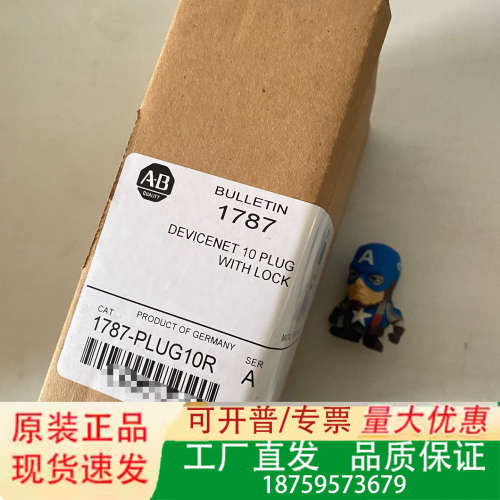 A-B
QUALITY
BULLETIN
1787
DEVICENET 10 PLUG
WITH LOCK
PRODUCT OF GERMANY
CAT
1787-PLUG10R
SER
A
A
原装正品
现货速发
可开普/专票
量大优惠
工厂直发 品质保证
18759573679